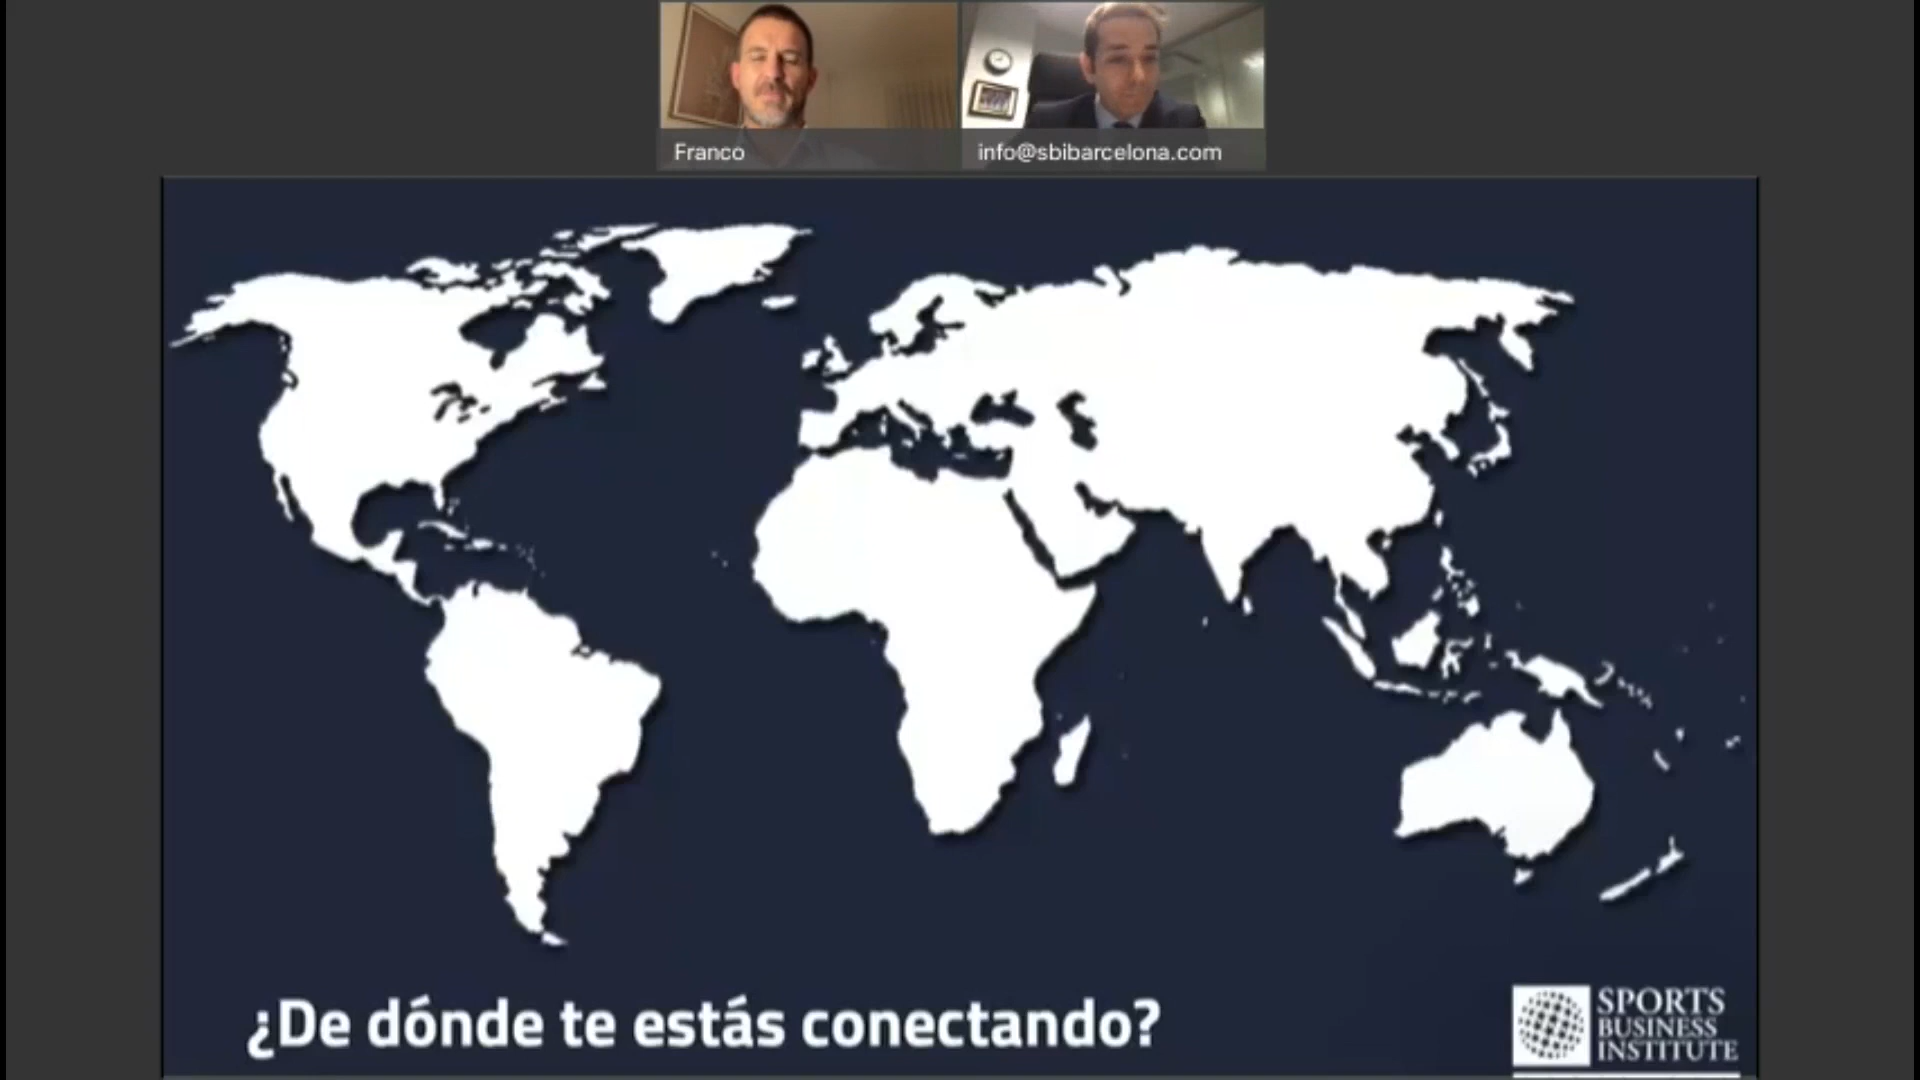 Franco
info@sbibarcelona.com
¿De dónde te estás conectando?
SPORTS
BUSINESS
INSTITUTE